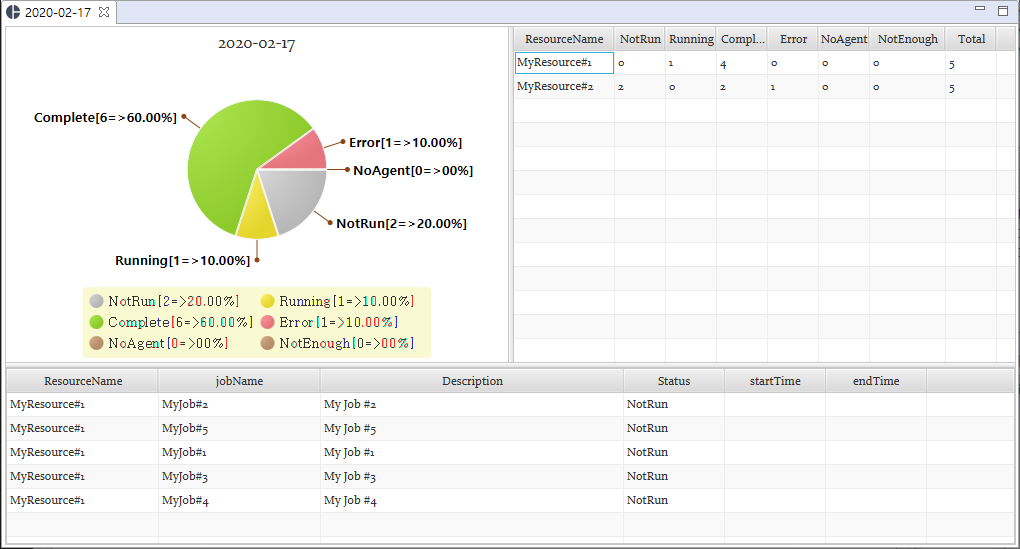 2020-02-17
2020-02-17
Complete[6=>60.00%]
Error[1=>10.00%]
NoAgent[0=>00%]
NotRun[2=>20.00%]
Running[1=>10.00%]
NotRun[2=>20.00%] Running[1=>10.00%]
Complete[6=>60.00%] Error[1=>10.00%]
NoAgent[0=>00%] NotEnough[0=>00%]
ResourceName NotRun Running Compl... Error NoAgent NotEnough Total
MyResource#1 0 1 4 0 0 0 5
MyResource#2 2 0 2 1 0 0 5
ResourceName jobName Description Status startTime endTime
MyResource#1 MyJob#2 My Job #2 NotRun
MyResource#1 MyJob#5 My Job #5 NotRun
MyResource#1 MyJob#1 My Job #1 NotRun
MyResource#1 MyJob#3 My Job #3 NotRun
MyResource#1 MyJob#4 My Job #4 NotRun